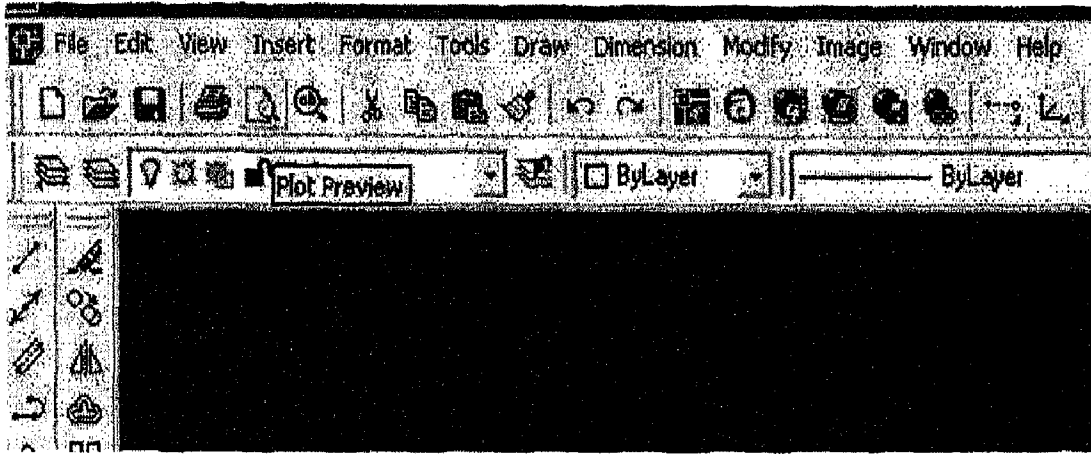 File Edit View Insert Format Tools Draw Dimension Modify Image Window Help
Plot Preview ByLayer ByLayer